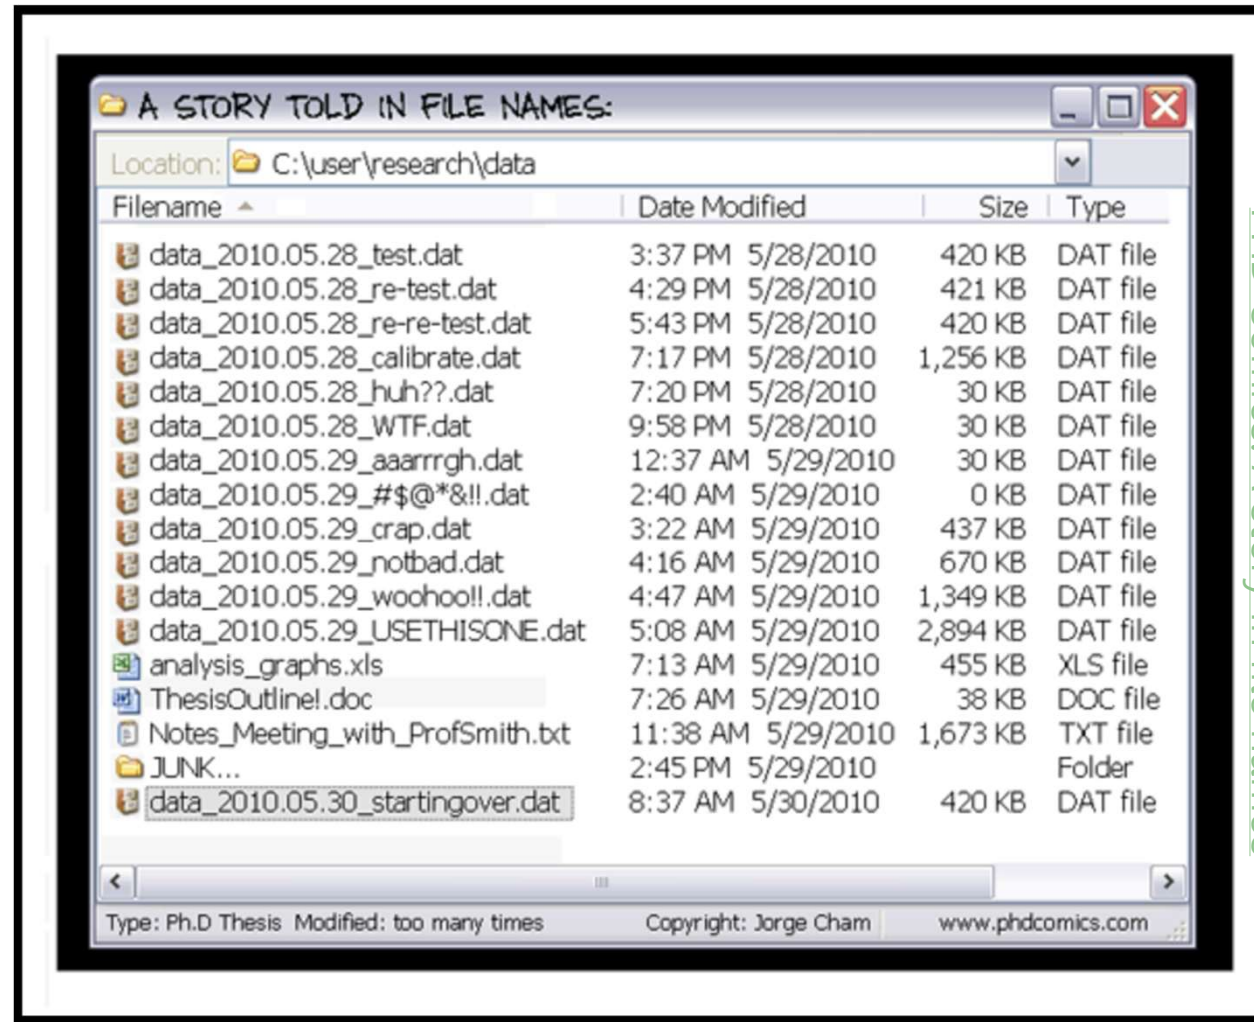 A STORY TOLD IN FILE NAMES:
Location: C:\user\research\data
Filename Date Modified Size Type
data_2010.05.28_test.dat 3:37 PM 5/28/2010 420 KB DAT file
data_2010.05.28_re-test.dat 4:29 PM 5/28/2010 421 KB DAT file
data_2010.05.28_re-re-test.dat 5:43 PM 5/28/2010 420 KB DAT file
data_2010.05.28_calibrate.dat 7:17 PM 5/28/2010 1,256 KB DAT file
data_2010.05.28_huh??.dat 7:20 PM 5/28/2010 30 KB DAT file
data_2010.05.28_WTF.dat 9:58 PM 5/28/2010 30 KB DAT file
data_2010.05.29_aaarrrgh.dat 12:37 AM 5/29/2010 30 KB DAT file
data_2010.05.29_#$@*&!!.dat 2:40 AM 5/29/2010 0 KB DAT file
data_2010.05.29_crap.dat 3:22 AM 5/29/2010 437 KB DAT file
data_2010.05.29_notbad.dat 4:16 AM 5/29/2010 670 KB DAT file
data_2010.05.29_woohoo!!.dat 4:47 AM 5/29/2010 1,349 KB DAT file
data_2010.05.29_USETHISONE.dat 5:08 AM 5/29/2010 2,894 KB DAT file
analysis_graphs.xls 7:13 AM 5/29/2010 455 KB XLS file
ThesisOutline!.doc 7:26 AM 5/29/2010 38 KB DOC file
Notes_Meeting_with_ProfSmith.txt 11:38 AM 5/29/2010 1,673 KB TXT file
JUNK... 2:45 PM 5/29/2010 Folder
data_2010.05.30_startingover.dat 8:37 AM 5/30/2010 420 KB DAT file
Type: Ph.D Thesis Modified: too many times Copyright: Jorge Cham www.phdcomics.com